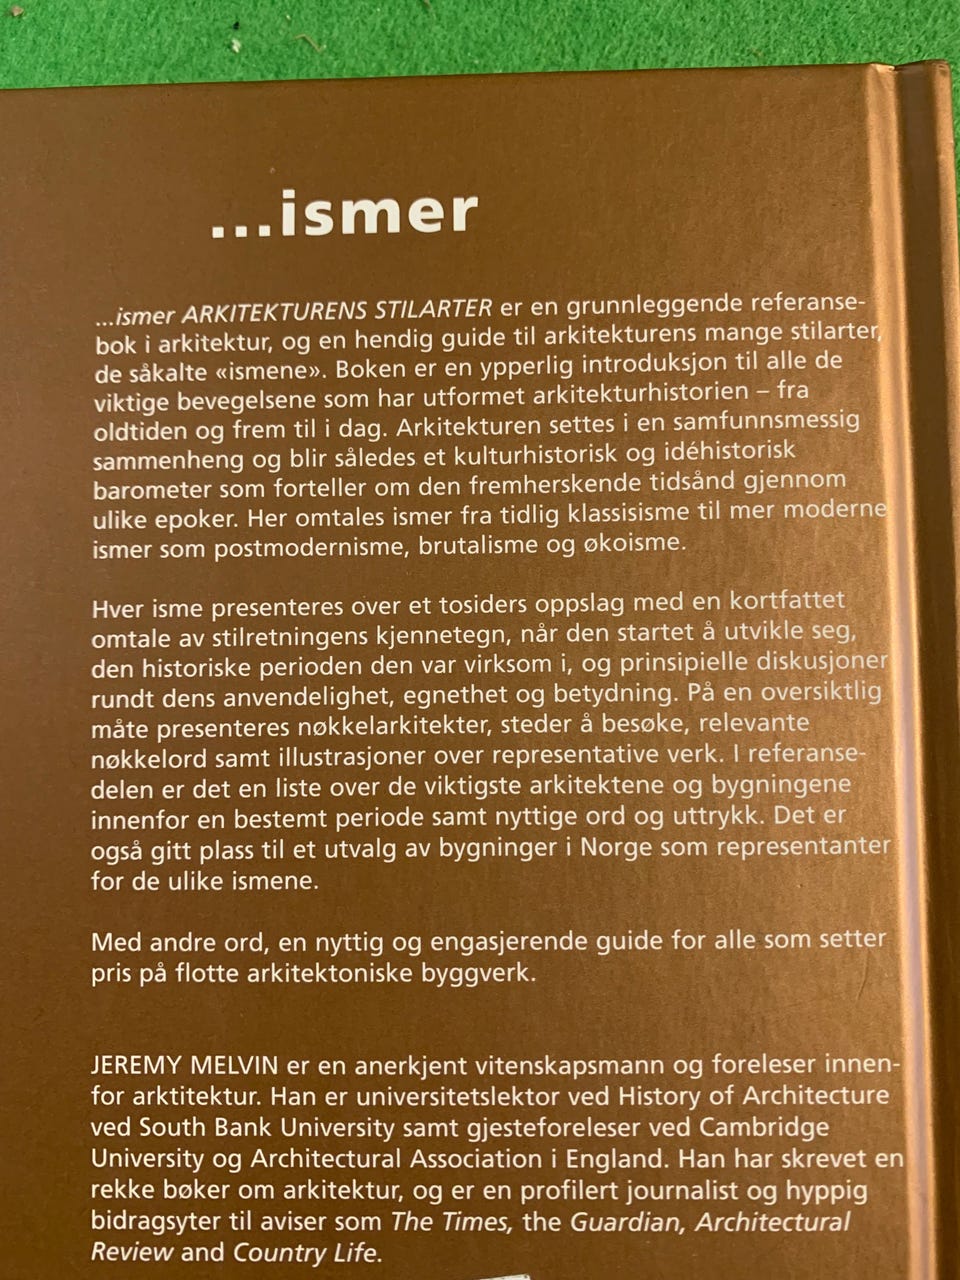 ...ismer
...ismer ARKITEKTURENS STILARTER er en grunnleggende referanse-
bok i arkitektur, og en hendig guide til arkitekturens mange stilarter,
de såkalte «ismene». Boken er en ypperlig introduksjon til alle de
viktige bevegelsene som har utformet arkitekturhistorien – fra
oldtiden og frem til i dag. Arkitekturen settes i en samfunnsmessig
sammenheng og blir således et kulturhistorisk og idéhistorisk
barometer som forteller om den fremherskende tidsånd gjennom
ulike epoker. Her omtales ismer fra tidlig klassisisme til mer moderne
ismer som postmodernisme, brutalisme og økoisme.
Hver isme presenteres over et tosiders oppslag med en kortfattet
omtale av stilretningens kjennetegn, når den startet å utvikle seg,
den historiske perioden den var virksom i, og prinsipielle diskusjoner
rundt dens anvendelighet, egnethet og betydning. På en oversiktlig
måte presenteres nøkkelarkitekter, steder å besøke, relevante
nøkkelord samt illustrasjoner over representative verk. I referanse-
delen er det en liste over de viktigste arkitektene og bygningene
innenfor en bestemt periode samt nyttige ord og uttrykk. Det er
også gitt plass til et utvalg av bygninger i Norge som representanter
for de ulike ismene.
Med andre ord, en nyttig og engasjerende guide for alle som setter
pris på flotte arkitektoniske byggverk.
JEREMY MELVIN er en anerkjent vitenskapsmann og foreleser innen-
for arktitektur. Han er universitetslektor ved History of Architecture
ved South Bank University samt gjesteforeleser ved Cambridge
University og Architectural Association i England. Han har skrevet en
rekke bøker om arkitektur, og er en profilert journalist og hyppig
bidragsyter til aviser som The Times, the Guardian, Architectural
Review and Country Life.